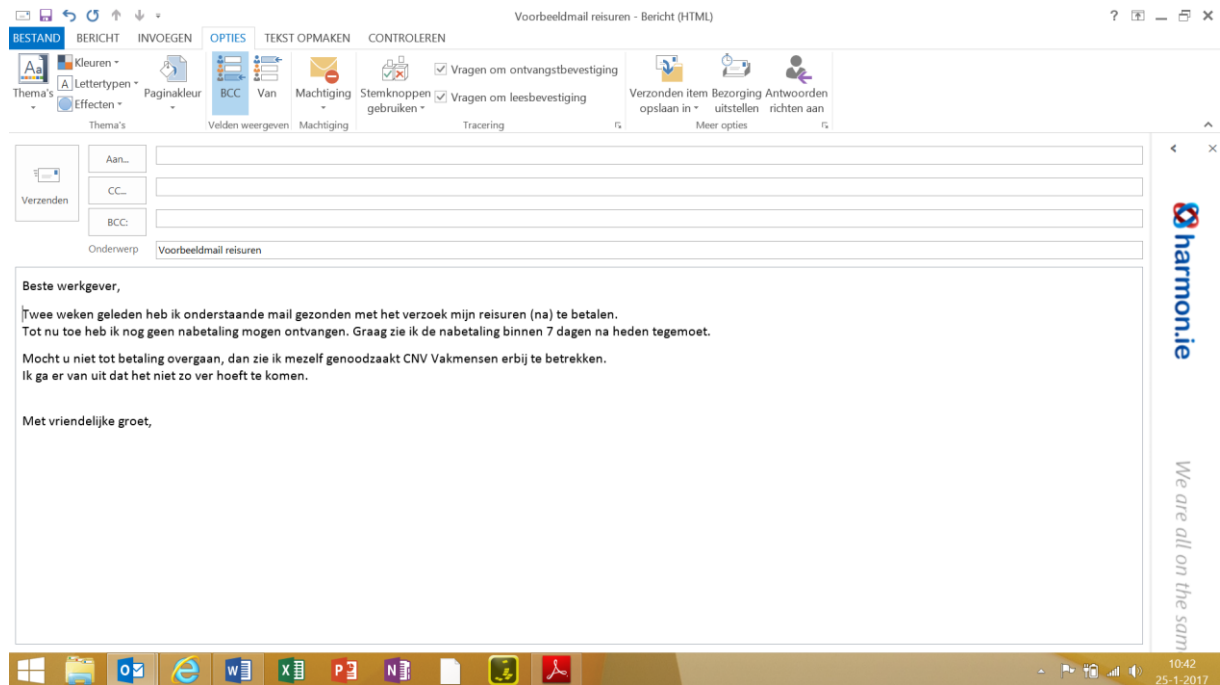 Voorbeeldmail reisuren - Bericht (HTML)
BESTAND BERICHT INVOEGEN OPTIES TEKST OPMAKEN CONTROLEREN
Aa
Thema's
Kleuren
A Lettertypen
Effecten
Paginakleur
BCC
Van
Machtiging
Stemknoppen
gebruiken
Vragen om ontvangstbevestiging
Vragen om leesbevestiging
Verzonden item
opslaan in
Bezorging
uitstellen
Antwoorden
richten aan
Thema's Velden weergeven Machtiging Tracering Meer opties
Verzenden
Aan...
CC...
BCC:
Onderwerp Voorbeeldmail reisuren
Beste werkgever,
Twee weken geleden heb ik onderstaande mail gezonden met het verzoek mijn reisuren (na) te betalen.
Tot nu toe heb ik nog geen nabetaling mogen ontvangen. Graag zie ik de nabetaling binnen 7 dagen na heden tegemoet.
Mocht u niet tot betaling overgaan, dan zie ik mezelf genoodzaakt CNV Vakmensen erbij te betrekken.
Ik ga er van uit dat het niet zo ver hoeft te komen.
Met vriendelijke groet,
harmon.ie
We are all on the sam
10:42
25-1-2017